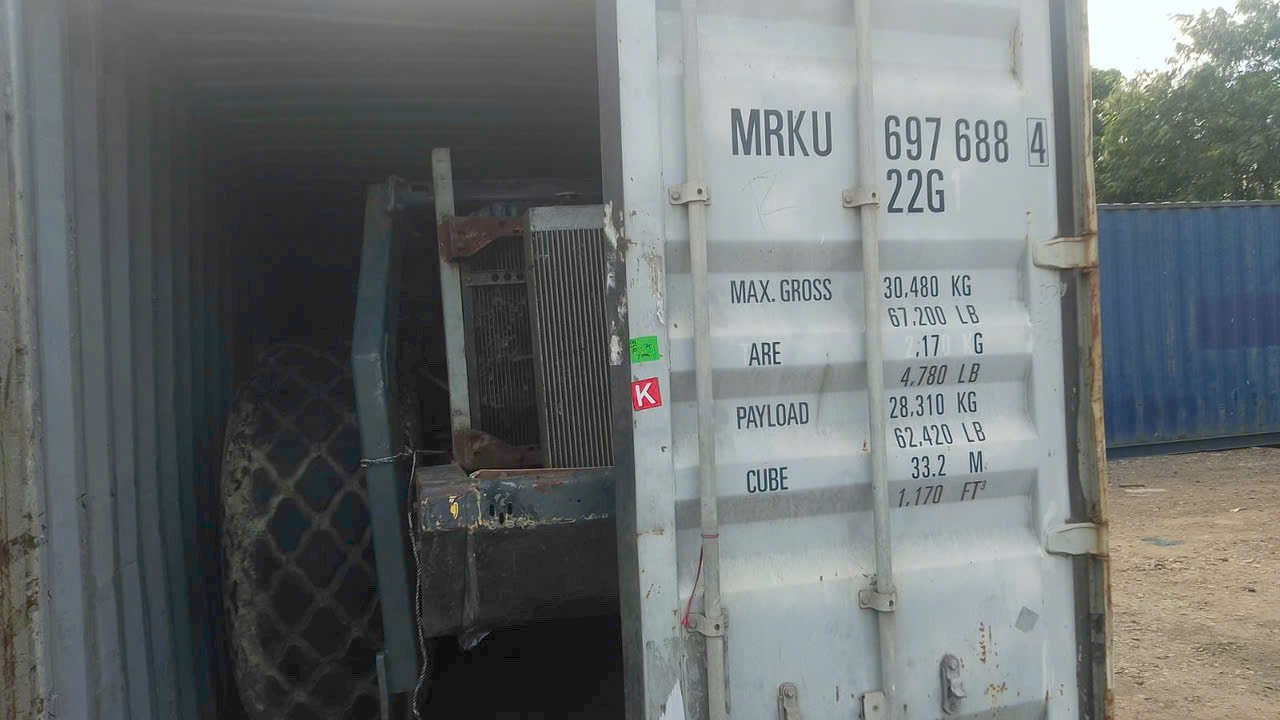 MRKU 697 688 4
22G
MAX. GROSS 30,480 KG
67,200 LB
ARE ,17 G
4,780 LB
PAYLOAD 28,310 KG
62,420 LB
CUBE 33.2 M
1,170 FT³
K